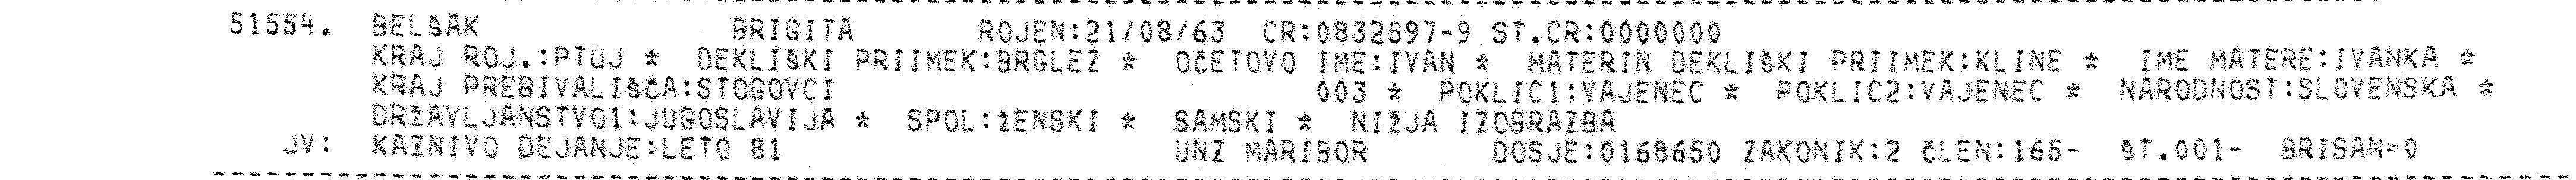 51554. BELŠAK BRIGITA ROJEN:21/08/63 CR:0832597-9 ST.CR:0000000
KRAJ ROJ.:PTUJ * DEKLIŠKI PRIIMEK:BRGLEZ * OČETOVO IME:IVAN * MATERIN DEKLIŠKI PRIIMEK:KLINE * IME MATERE:IVANKA *
KRAJ PREBIVALIŠČA:STOGOVCI 003 * POKLIC1:VAJENEC * POKLIC2:VAJENEC * NARODNOST:SLOVENSKA *
DRŽAVLJANSTVO1:JUGOSLAVIJA * SPOL:ŽENSKI * SAMSKI * NIŽJA IZOBRAZBA
JV: KAZNIVO DEJANJE:LETO 81 UNZ MARIBOR DOSJE:0168650 ZAKONIK:2 ČLEN:165- ŠT.001- BRISAN=0